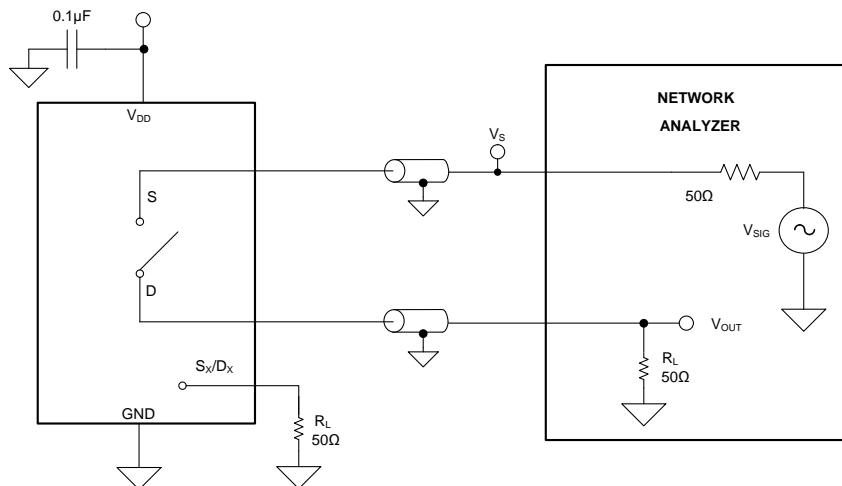 0.1µF
V_DD
S
D
S_X/D_X
GND
R_L
50Ω
V_S
NETWORK
ANALYZER
50Ω
V_SIG
V_OUT
R_L
50Ω